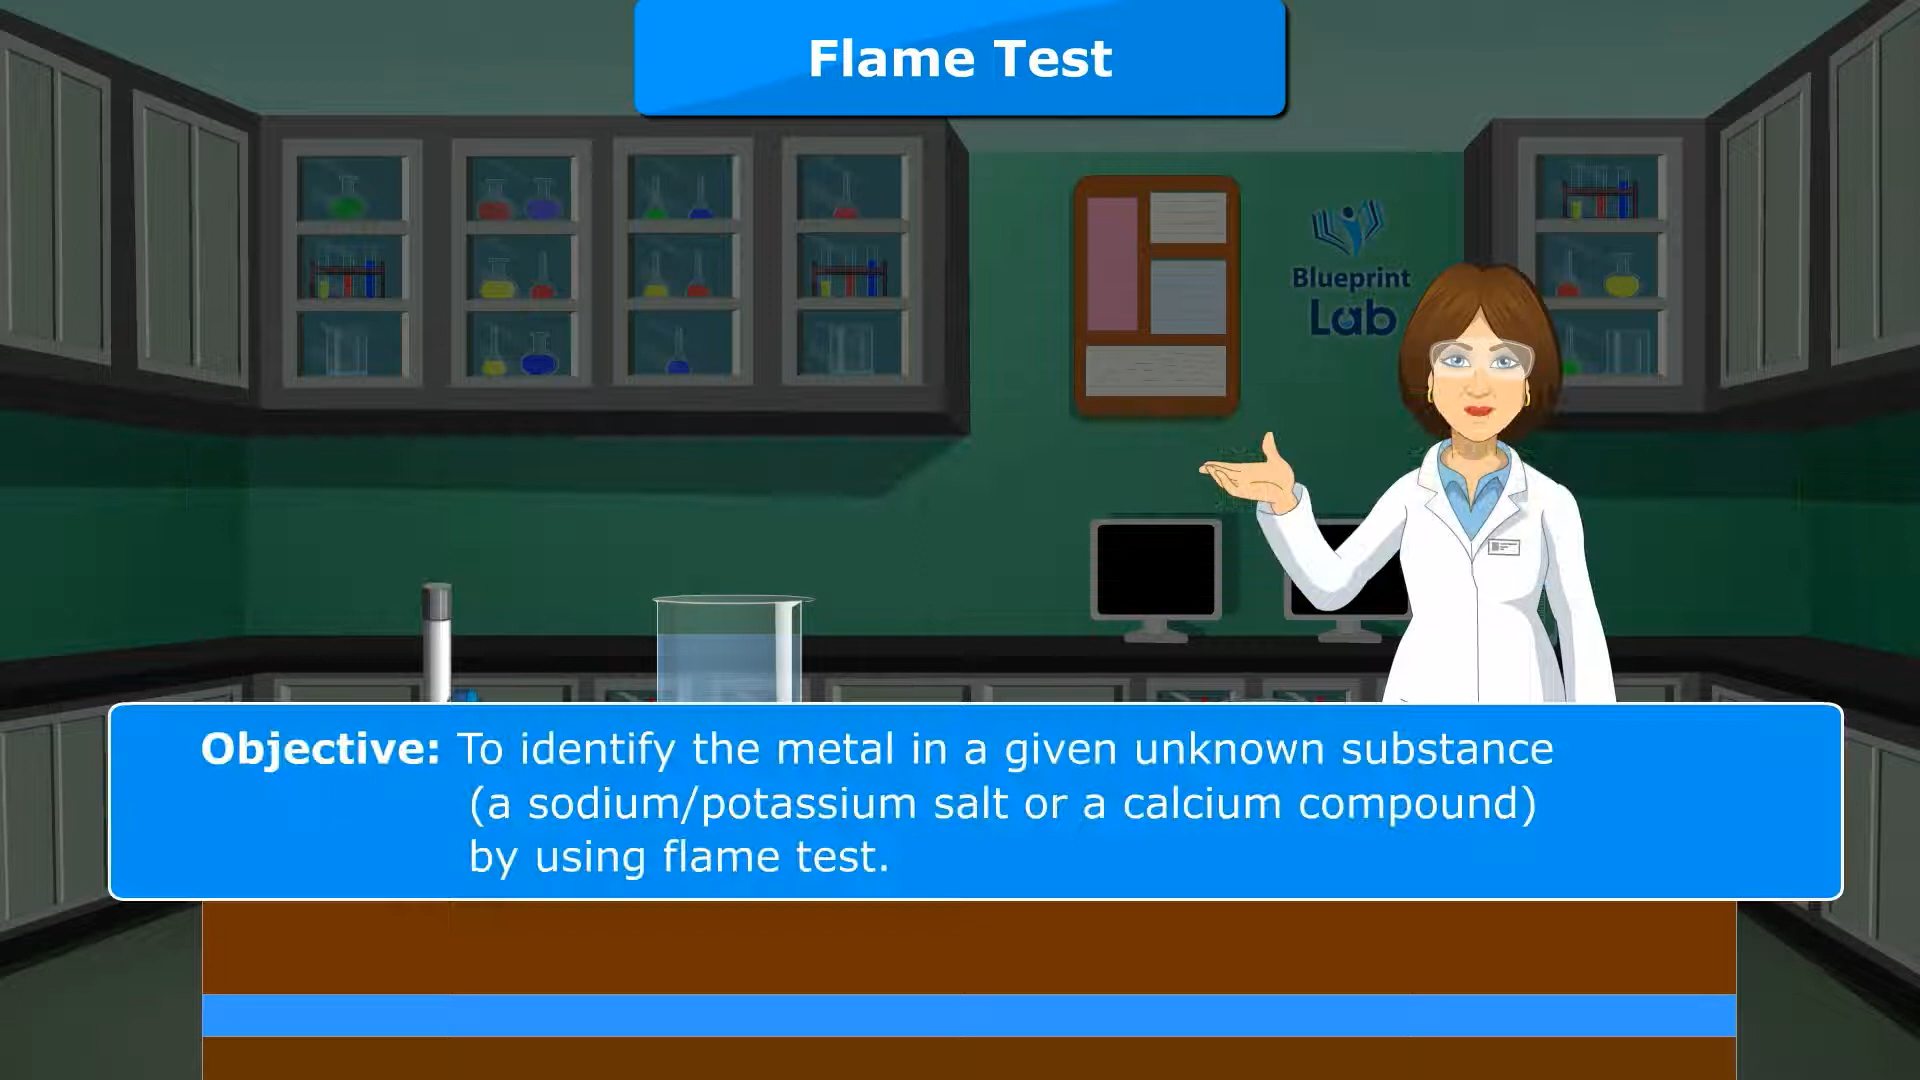 Flame Test
Blueprint
Lab
Objective: To identify the metal in a given unknown substance
(a sodium/potassium salt or a calcium compound)
by using flame test.